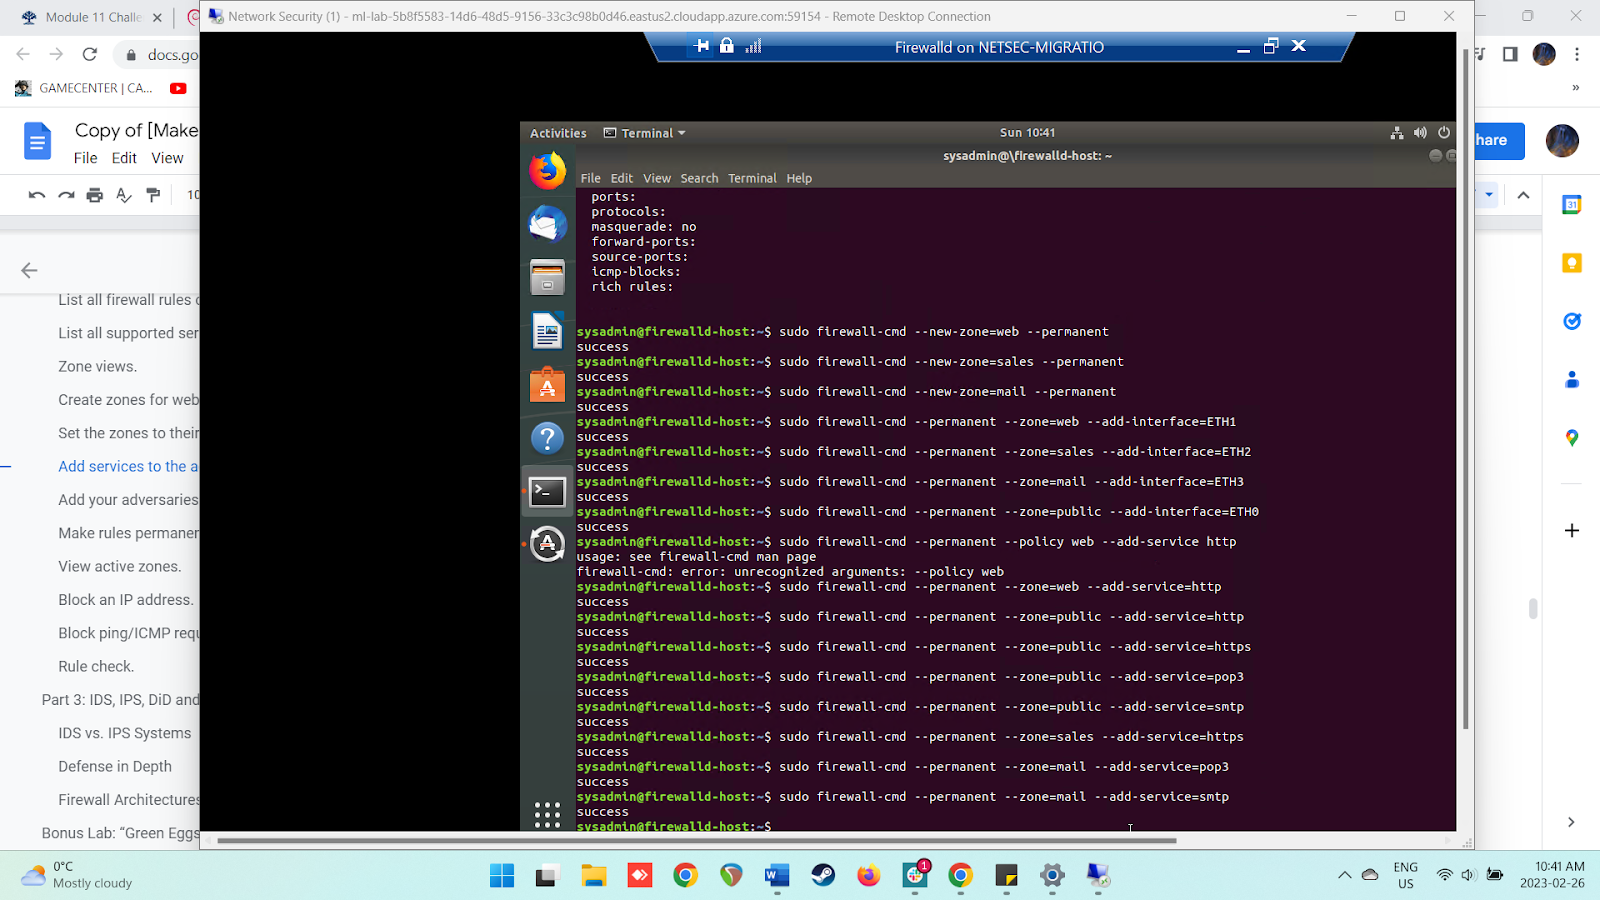 Module 11 Challe
Network Security (1) - ml-lab-5b8f5583-14d6-48d5-9156-33c3c98b0d46.eastus2.cloudapp.azure.com:59154 - Remote Desktop Connection
docs.go
Firewalld on NETSEC-MIGRATIO
GAMECENTER | CA...
Copy of [Make
File Edit View
hare
10
Activities Terminal Sun 10:41
sysadmin@\firewalld-host: ~
File Edit View Search Terminal Help
ports:
protocols:
masquerade: no
forward-ports:
source-ports:
icmp-blocks:
rich rules:
sysadmin@firewalld-host:~$ sudo firewall-cmd --new-zone=web --permanent
success
sysadmin@firewalld-host:~$ sudo firewall-cmd --new-zone=sales --permanent
success
sysadmin@firewalld-host:~$ sudo firewall-cmd --new-zone=mail --permanent
success
sysadmin@firewalld-host:~$ sudo firewall-cmd --permanent --zone=web --add-interface=ETH1
success
sysadmin@firewalld-host:~$ sudo firewall-cmd --permanent --zone=sales --add-interface=ETH2
success
sysadmin@firewalld-host:~$ sudo firewall-cmd --permanent --zone=mail --add-interface=ETH3
success
sysadmin@firewalld-host:~$ sudo firewall-cmd --permanent --zone=public --add-interface=ETH0
success
sysadmin@firewalld-host:~$ sudo firewall-cmd --permanent --policy web --add-service http
usage: see firewall-cmd man page
firewall-cmd: error: unrecognized arguments: --policy web
sysadmin@firewalld-host:~$ sudo firewall-cmd --permanent --zone=web --add-service=http
success
sysadmin@firewalld-host:~$ sudo firewall-cmd --permanent --zone=public --add-service=http
success
sysadmin@firewalld-host:~$ sudo firewall-cmd --permanent --zone=public --add-service=https
success
sysadmin@firewalld-host:~$ sudo firewall-cmd --permanent --zone=public --add-service=pop3
success
sysadmin@firewalld-host:~$ sudo firewall-cmd --permanent --zone=public --add-service=smtp
success
sysadmin@firewalld-host:~$ sudo firewall-cmd --permanent --zone=sales --add-service=https
success
sysadmin@firewalld-host:~$ sudo firewall-cmd --permanent --zone=mail --add-service=pop3
success
sysadmin@firewalld-host:~$ sudo firewall-cmd --permanent --zone=mail --add-service=smtp
success
sysadmin@firewalld-host:~$
List all firewall rules c
List all supported ser
Zone views.
Create zones for web
Set the zones to their
Add services to the a
Add your adversaries
Make rules permaner
View active zones.
Block an IP address.
Block ping/ICMP requ
Rule check.
Part 3: IDS, IPS, DiD and
IDS vs. IPS Systems
Defense in Depth
Firewall Architectures
Bonus Lab: “Green Eggs
31
0°C
Mostly cloudy
1
ENG
US
10:41 AM
2023-02-26